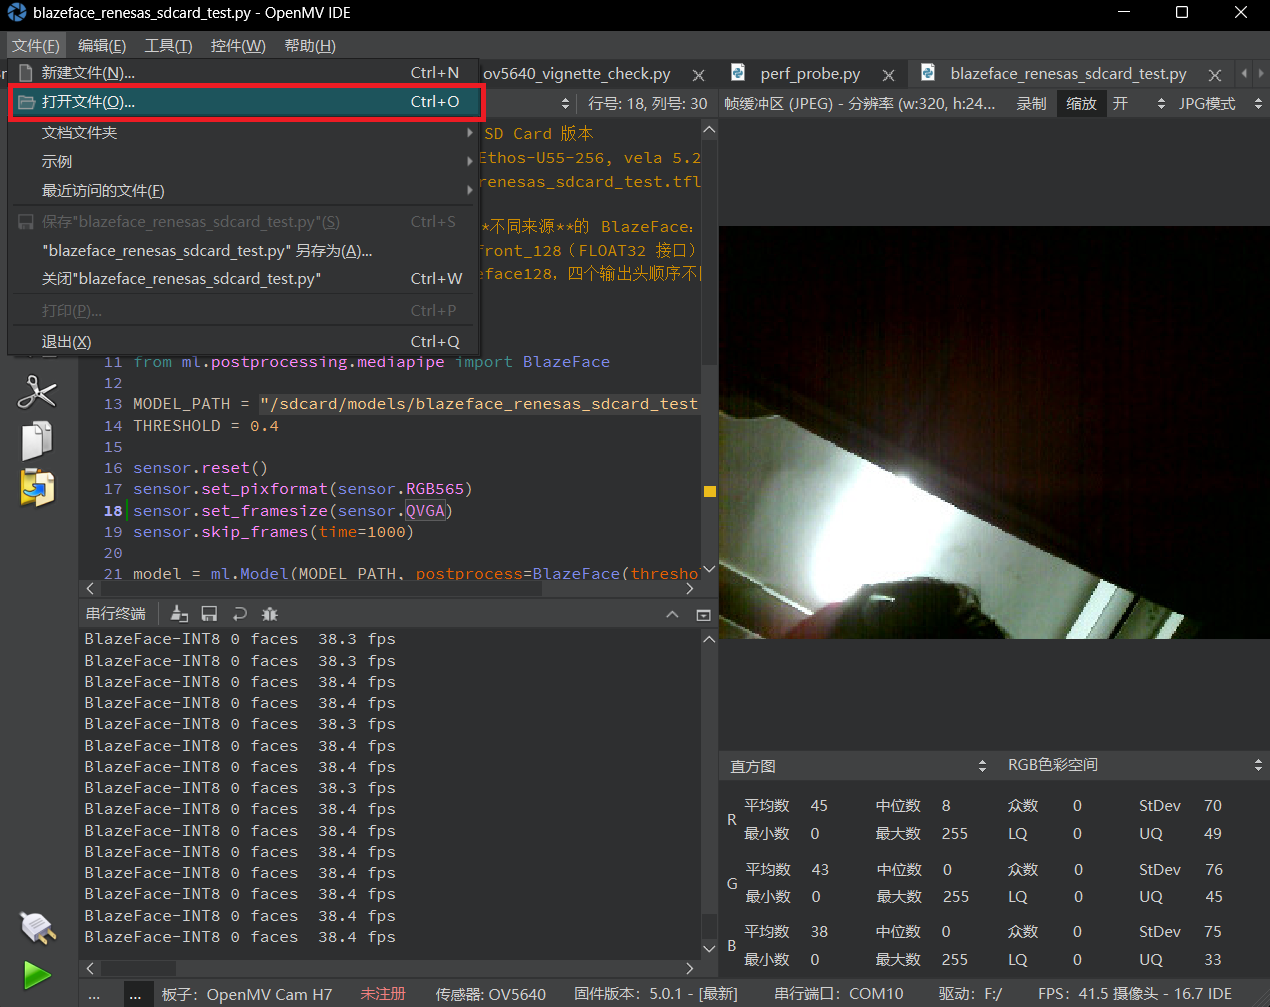 blazeface_renesas_sdcard_test.py - OpenMV IDE
文件(F) 编辑(E) 工具(T) 控件(W) 帮助(H)
新建文件(N)... Ctrl+N
打开文件(O)... Ctrl+O
文档文件夹
示例
最近访问的文件(F)
保存"blazeface_renesas_sdcard_test.py"(S) Ctrl+S
"blazeface_renesas_sdcard_test.py" 另存为(A)...
关闭"blazeface_renesas_sdcard_test.py" Ctrl+W
打印(P)... Ctrl+P
退出(X) Ctrl+Q
ov5640_vignette_check.py perf_probe.py blazeface_renesas_sdcard_test.py
行号: 18, 列号: 30 帧缓冲区 (JPEG) - 分辨率 (w:320, h:24... 录制 缩放 开 JPG模式
SD Card 版本
Ethos-U55-256, vela 5.2
renesas_sdcard_test.tfl
**不同来源**的 BlazeFace:
front_128（FLOAT32 接口）
eface128，四个输出头顺序不
11 from ml.postprocessing.mediapipe import BlazeFace
12
13 MODEL_PATH = "/sdcard/models/blazeface_renesas_sdcard_test
14 THRESHOLD = 0.4
15
16 sensor.reset()
17 sensor.set_pixformat(sensor.RGB565)
18 sensor.set_framesize(sensor.QVGA)
19 sensor.skip_frames(time=1000)
20
21 model = ml.Model(MODEL_PATH, postprocess=BlazeFace(thresho
串行终端
BlazeFace-INT8 0 faces 38.3 fps
BlazeFace-INT8 0 faces 38.3 fps
BlazeFace-INT8 0 faces 38.4 fps
BlazeFace-INT8 0 faces 38.4 fps
BlazeFace-INT8 0 faces 38.3 fps
BlazeFace-INT8 0 faces 38.4 fps
BlazeFace-INT8 0 faces 38.4 fps
BlazeFace-INT8 0 faces 38.3 fps
BlazeFace-INT8 0 faces 38.4 fps
BlazeFace-INT8 0 faces 38.4 fps
BlazeFace-INT8 0 faces 38.4 fps
BlazeFace-INT8 0 faces 38.4 fps
BlazeFace-INT8 0 faces 38.4 fps
BlazeFace-INT8 0 faces 38.4 fps
BlazeFace-INT8 0 faces 38.4 fps
直方图 RGB色彩空间
R 平均数 45 中位数 8 众数 0 StDev 70
最小数 0 最大数 255 LQ 0 UQ 49
G 平均数 43 中位数 0 众数 0 StDev 76
最小数 0 最大数 255 LQ 0 UQ 45
B 平均数 38 中位数 0 众数 0 StDev 75
最小数 0 最大数 255 LQ 0 UQ 33
... ... 板子: OpenMV Cam H7 未注册 传感器: OV5640 固件版本: 5.0.1 - [最新] 串行端口: COM10 驱动: F:/ FPS: 41.5 摄像头 - 16.7 IDE